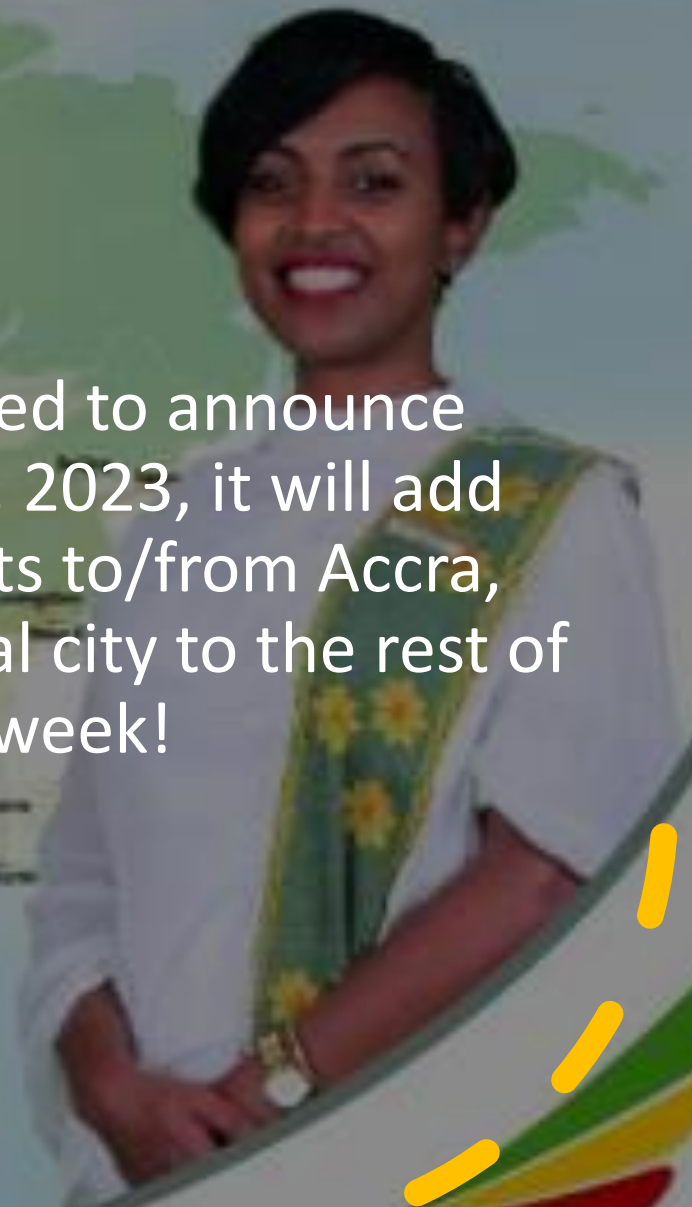 ed to announce
2023, it will add
ts to/from Accra,
al city to the rest of
week!